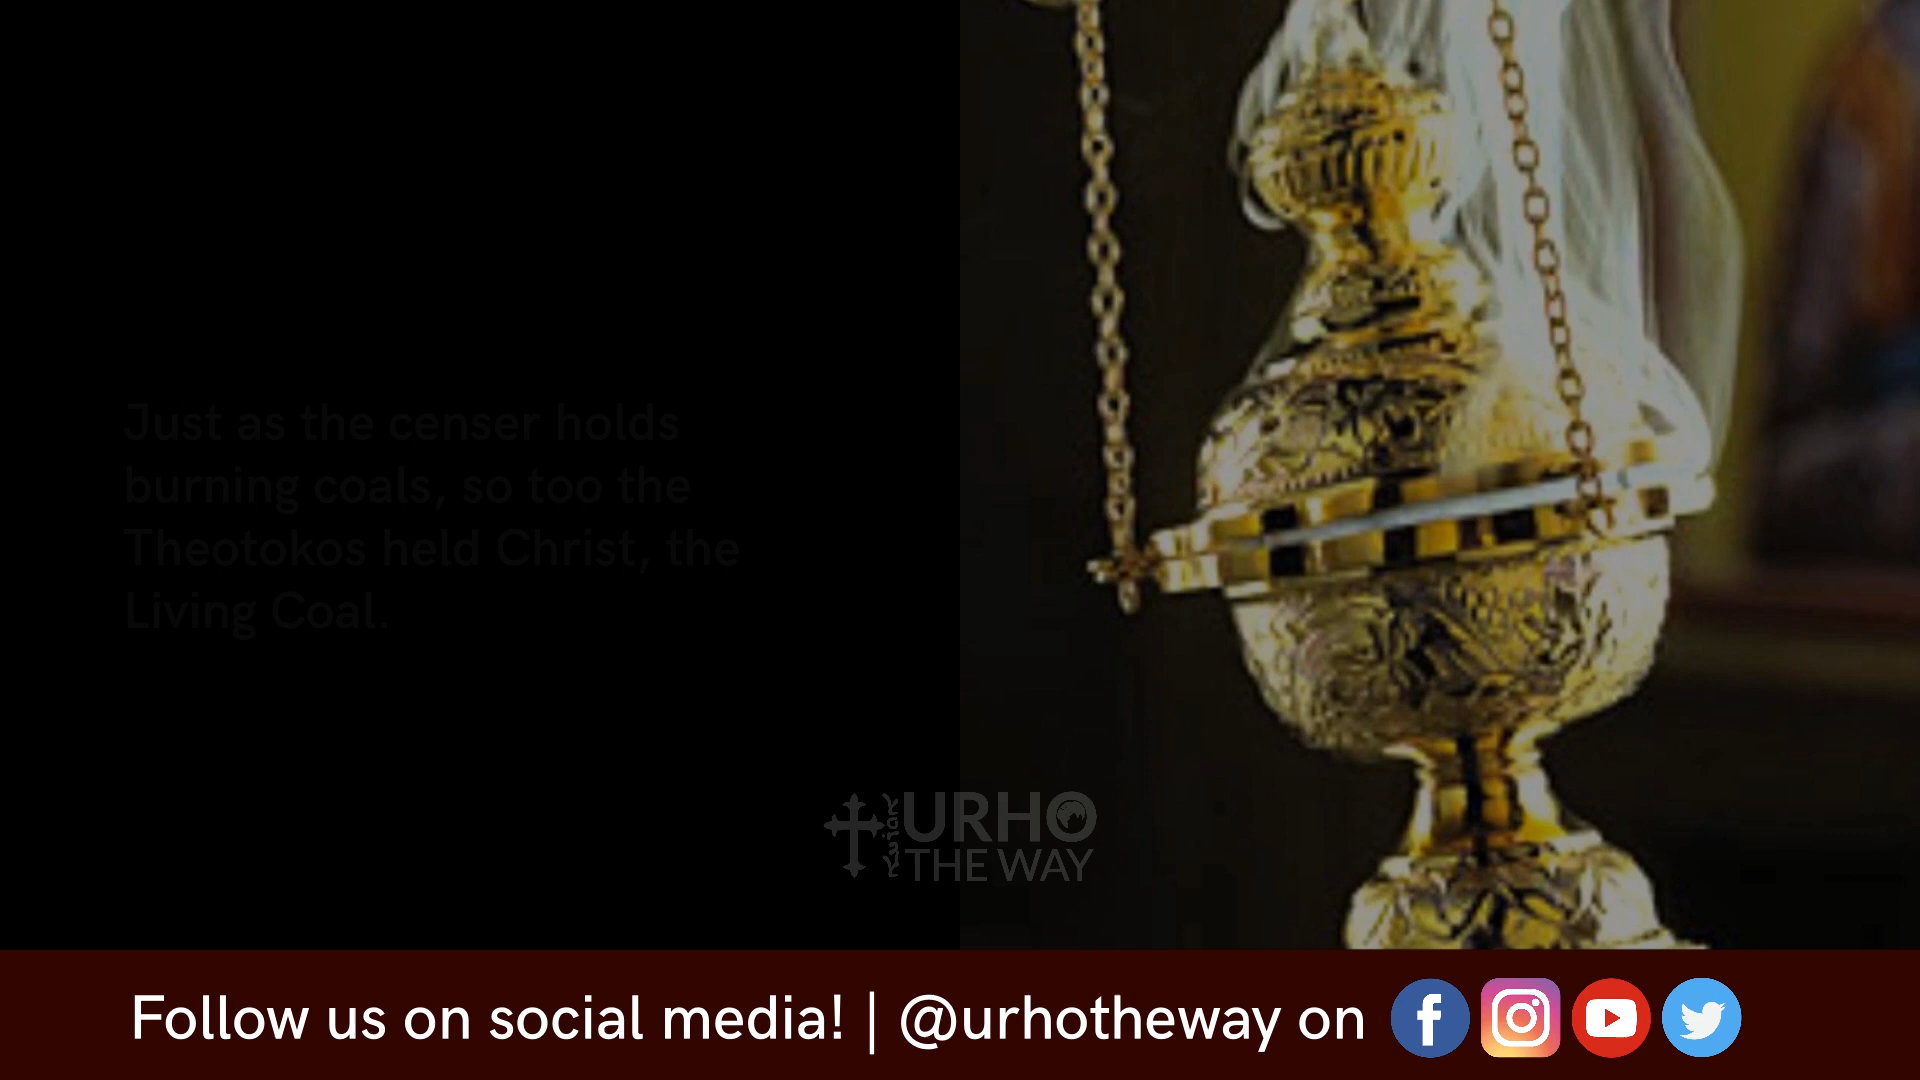 Just as the censer holds
burning coals, so too the
Theotokos held Christ, the
Living Coal.
URHO
THE WAY
Follow us on social media! | @urhotheway on